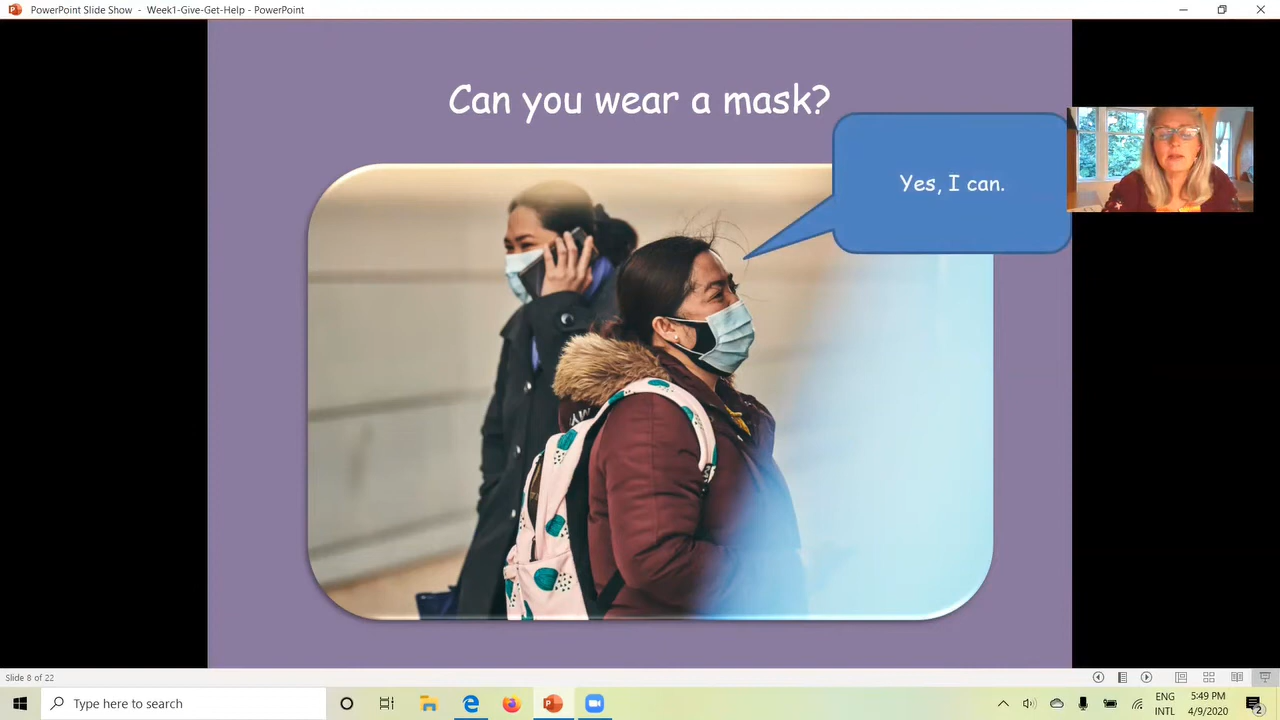 PowerPoint Slide Show - Week1-Give-Get-Help - PowerPoint
Can you wear a mask?
Yes, I can.
Slide 8 of 22
Type here to search
ENG
INTL
5:49 PM
4/9/2020
2